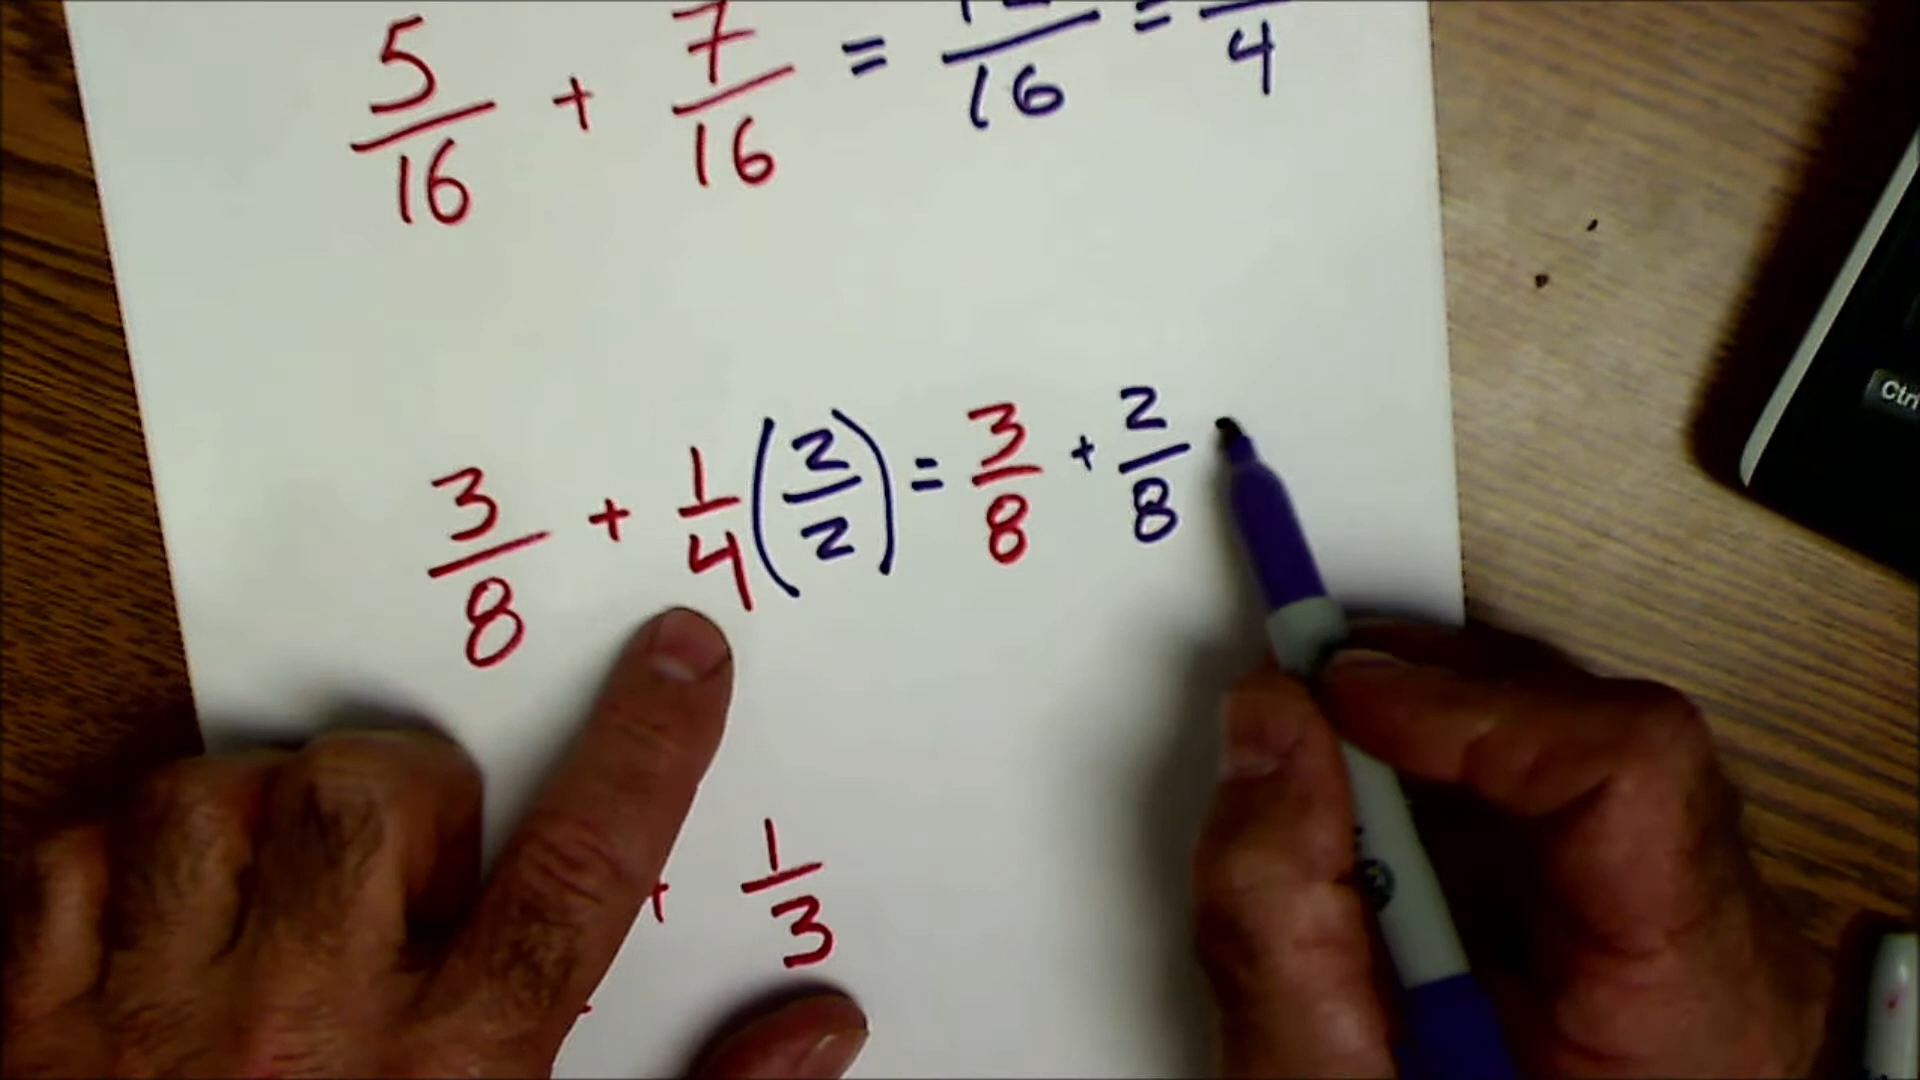 5/16 + 7/16 = /16 = /4
3/8 + 1/4 (2/2) = 3/8 + 2/8
+ 1/3
Ctrl